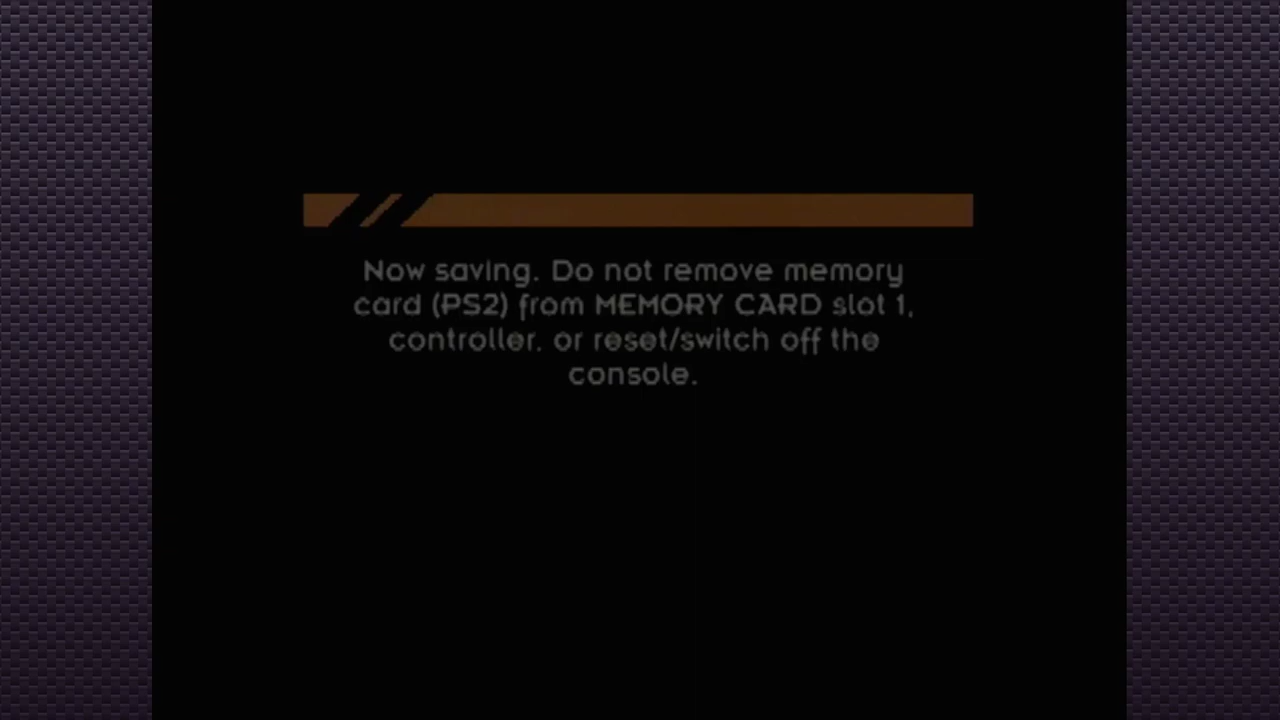 Now saving. Do not remove memory
card (PS2) from MEMORY CARD slot 1,
controller, or reset/switch off the
console.